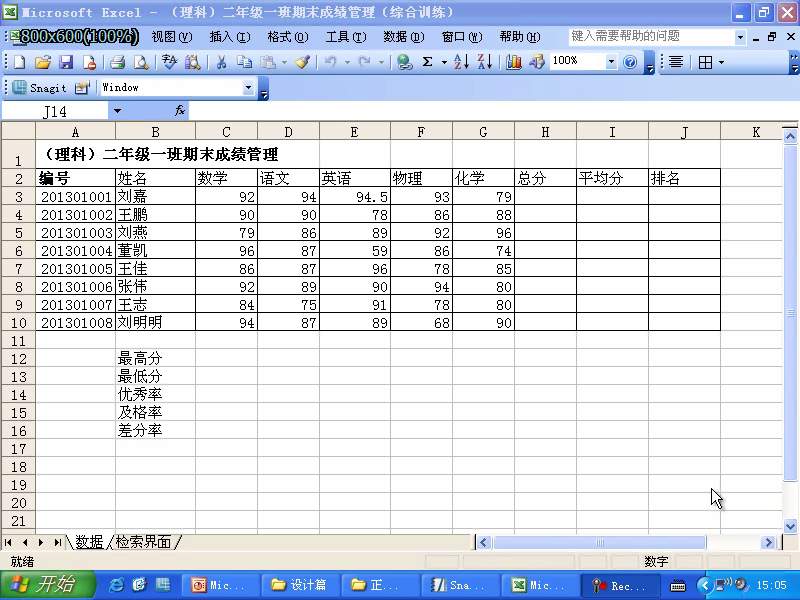 Microsoft Excel - （理科）二年级一班期末成绩管理（综合训练）
800x600(100%) 视图(V) 插入(I) 格式(O) 工具(T) 数据(D) 窗口(W) 帮助(H) 键入需要帮助的问题
100%
Snagit Window
J14 fx
A B C D E F G H I J K
1 （理科）二年级一班期末成绩管理
2 编号 姓名 数学 语文 英语 物理 化学 总分 平均分 排名
3 201301001 刘嘉 92 94 94.5 93 79
4 201301002 王鹏 90 90 78 86 88
5 201301003 刘燕 79 86 89 92 96
6 201301004 董凯 96 87 59 86 74
7 201301005 王佳 86 87 96 78 85
8 201301006 张伟 92 89 90 94 80
9 201301007 王志 84 75 91 78 80
10 201301008 刘明明 94 87 89 68 90
11
12 最高分
13 最低分
14 优秀率
15 及格率
16 差分率
17
18
19
20
21
数据 检索界面
就绪 数字
开始 Mic... 设计篇 正... Sna... Mic... Rec... 15:05